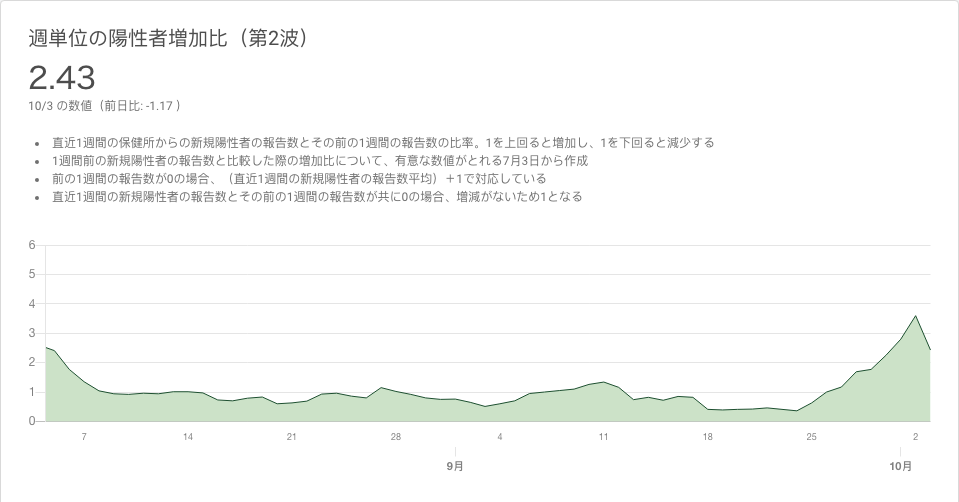 週単位の陽性者増加比（第2波）
2.43
10/3 の数値（前日比: -1.17 ）
• 直近1週間の保健所からの新規陽性者の報告数とその前の1週間の報告数の比率。1を上回ると増加し、1を下回ると減少する
• 1週間前の新規陽性者の報告数と比較した際の増加比について、有意な数値がとれる7月3日から作成
• 前の1週間の報告数が0の場合、（直近1週間の新規陽性者の報告数平均）＋1で対応している
• 直近1週間の新規陽性者の報告数とその前の1週間の報告数が共に0の場合、増減がないため1となる
6
5
4
3
2
1
0
7 14 21 28 4 11 18 25 2
9月 10月